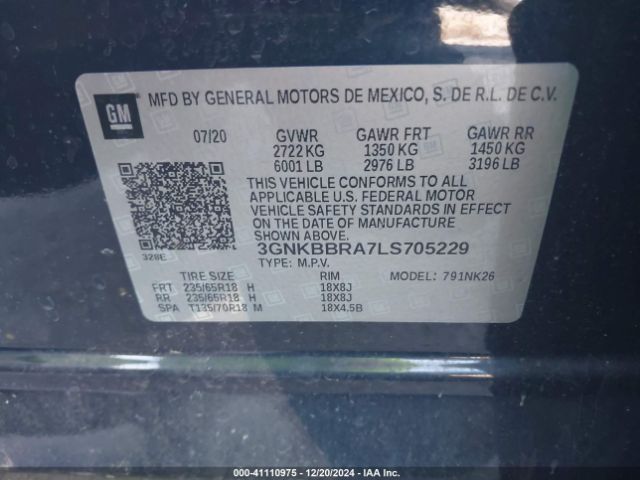 GM
MFD BY GENERAL MOTORS DE MEXICO, S. DE R.L. DE C.V.
07/20 GVWR GAWR FRT GAWR RR
2722 KG 1350 KG 1450 KG
6001 LB 2976 LB 3196 LB
THIS VEHICLE CONFORMS TO ALL
APPLICABLE U.S. FEDERAL MOTOR
VEHICLE SAFETY STANDARDS IN EFFECT
ON THE DATE OF MANUFACTURE
SHOWN ABOVE.
3GNKBBRA7LS705229
328E TYPE: M.P.V.
TIRE SIZE RIM MODEL: 791NK26
FRT 235/65R18 H 18X8J
RR 235/65R18 H 18X8J
SPA T135/70R18 M 18X4.5B
000-41110975 - 12/20/2024 - IAA Inc.